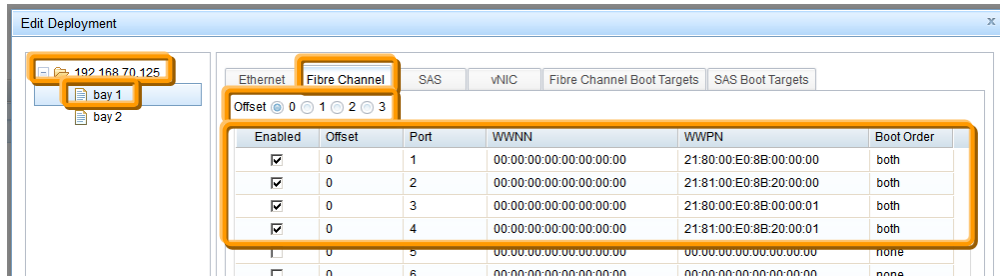 Edit Deployment x
192.168.70.125
bay 1
bay 2
Ethernet Fibre Channel SAS vNIC Fibre Channel Boot Targets SAS Boot Targets
Offset 0 1 2 3
Enabled Offset Port WWNN WWPN Boot Order
0 1 00:00:00:00:00:00:00:00 21:80:00:E0:8B:00:00:00 both
0 2 00:00:00:00:00:00:00:00 21:81:00:E0:8B:20:00:00 both
0 3 00:00:00:00:00:00:00:00 21:80:00:E0:8B:00:00:01 both
0 4 00:00:00:00:00:00:00:00 21:81:00:E0:8B:20:00:01 both
0 5 00:00:00:00:00:00:00:00 00:00:00:00:00:00:00:00 none
0 6 00:00:00:00:00:00:00:00 00:00:00:00:00:00:00:00 none